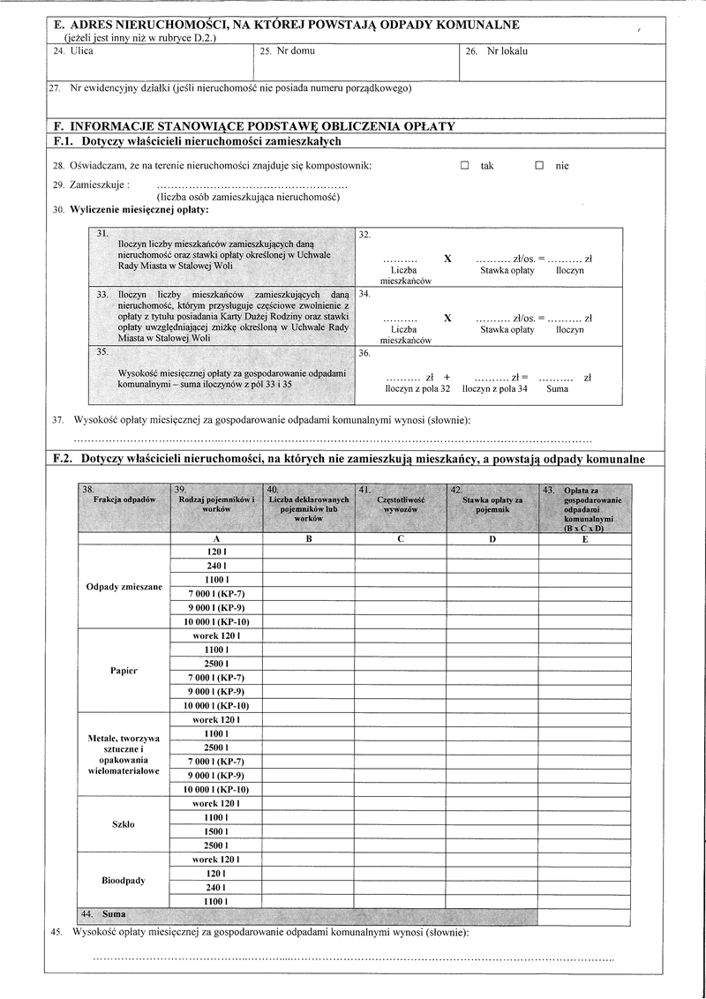 E. ADRES NIERUCHOMOŚCI, NA KTÓREJ POWSTAJĄ ODPADY KOMUNALNE
(jeżeli jest inny niż w rubryce D.2.)
24. Ulica
25. Nr domu
26. Nr lokalu
27. Nr ewidencyjny działki (jeśli nieruchomość nie posiada numeru porządkowego)
F. INFORMACJE STANOWIĄCE PODSTAWĘ OBLICZENIA OPŁATY
F.1. Dotyczy właścicieli nieruchomości zamieszkałych
28. Oświadczam, że na terenie nieruchomości znajduje się kompostownik: ☐ tak ☐ nie
29. Zamieszkuje : ......................................................
(liczba osób zamieszkująca nieruchomość)
30. Wyliczenie miesięcznej opłaty:
31.
Iloczyn liczby mieszkańców zamieszkujących daną
nieruchomość oraz stawki opłaty określonej w Uchwale
Rady Miasta w Stalowej Woli
32.
.......... X .......... zł/os. = .......... zł
Liczba Stawka opłaty Iloczyn
mieszkańców
33. Iloczyn liczby mieszkańców zamieszkujących daną
nieruchomość, którym przysługuje częściowe zwolnienie z
opłaty z tytułu posiadania Karty Dużej Rodziny oraz stawki
opłaty uwzględniającej zniżkę określoną w Uchwale Rady
Miasta w Stalowej Woli
34.
.......... X .......... zł/os. = .......... zł
Liczba Stawka opłaty Iloczyn
mieszkańców
35.
Wysokość miesięcznej opłaty za gospodarowanie odpadami
komunalnymi – suma iloczynów z pól 33 i 35
36.
.......... zł + .......... zł = .......... zł
Iloczyn z pola 32 Iloczyn z pola 34 Suma
37. Wysokość opłaty miesięcznej za gospodarowanie odpadami komunalnymi wynosi (słownie):
....................................................................................................
F.2. Dotyczy właścicieli nieruchomości, na których nie zamieszkują mieszkańcy, a powstają odpady komunalne
38. Frakcja odpadów
39. Rodzaj pojemników i
worków
40. Liczba deklarowanych
pojemników lub
worków
41. Częstotliwość
wywozów
42. Stawka opłaty za
pojemnik
43. Opłata za
gospodarowanie
odpadami
komunalnymi
(B x C x D)
A B C D E
Odpady zmieszane
120 l
240 l
1100 l
7 000 l (KP-7)
9 000 l (KP-9)
10 000 l (KP-10)
Papier
worek 120 l
1100 l
2500 l
7 000 l (KP-7)
9 000 l (KP-9)
10 000 l (KP-10)
Metale, tworzywa
sztuczne i
opakowania
wielomateriałowe
worek 120 l
1100 l
2500 l
7 000 l (KP-7)
9 000 l (KP-9)
10 000 l (KP-10)
Szkło
worek 120 l
1100 l
1500 l
2500 l
Bioodpady
worek 120 l
120 l
240 l
1100 l
44. Suma
45. Wysokość opłaty miesięcznej za gospodarowanie odpadami komunalnymi wynosi (słownie):
....................................................................................................